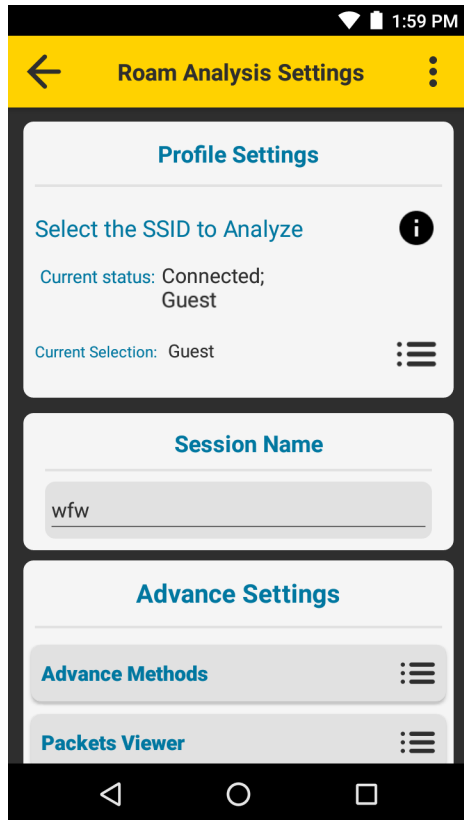 1:59 PM
Roam Analysis Settings
Profile Settings
Select the SSID to Analyze
Current status: Connected;
Guest
Current Selection: Guest
Session Name
wfw
Advance Settings
Advance Methods
Packets Viewer